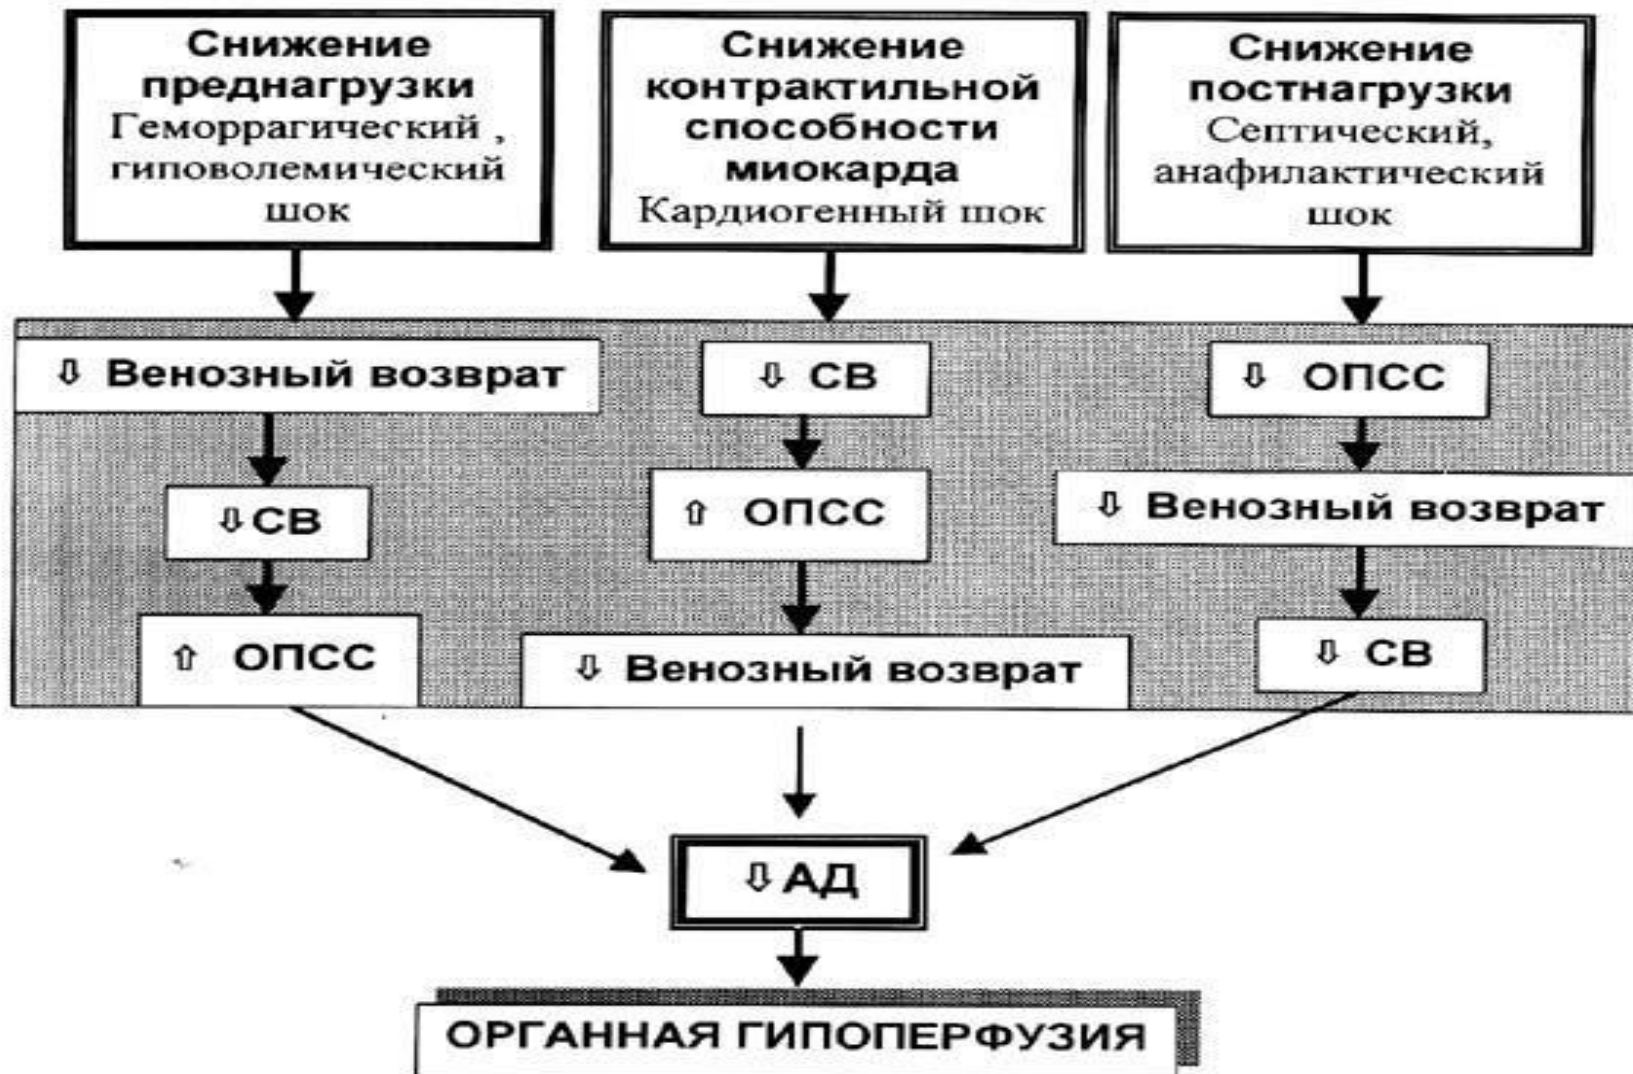 Снижение
преднагрузки
Геморрагический ,
гиповолемический
шок
Снижение
контрактильной
способности
миокарда
Кардиогенный шок
Снижение
постнагрузки
Септический,
анафилактический
шок
⇩ Венозный возврат
⇩ СВ
⇧ ОПСС
⇩ СВ
⇧ ОПСС
⇩ Венозный возврат
⇩ ОПСС
⇩ Венозный возврат
⇩ СВ
⇩ АД
ОРГАННАЯ ГИПОПЕРФУЗИЯ